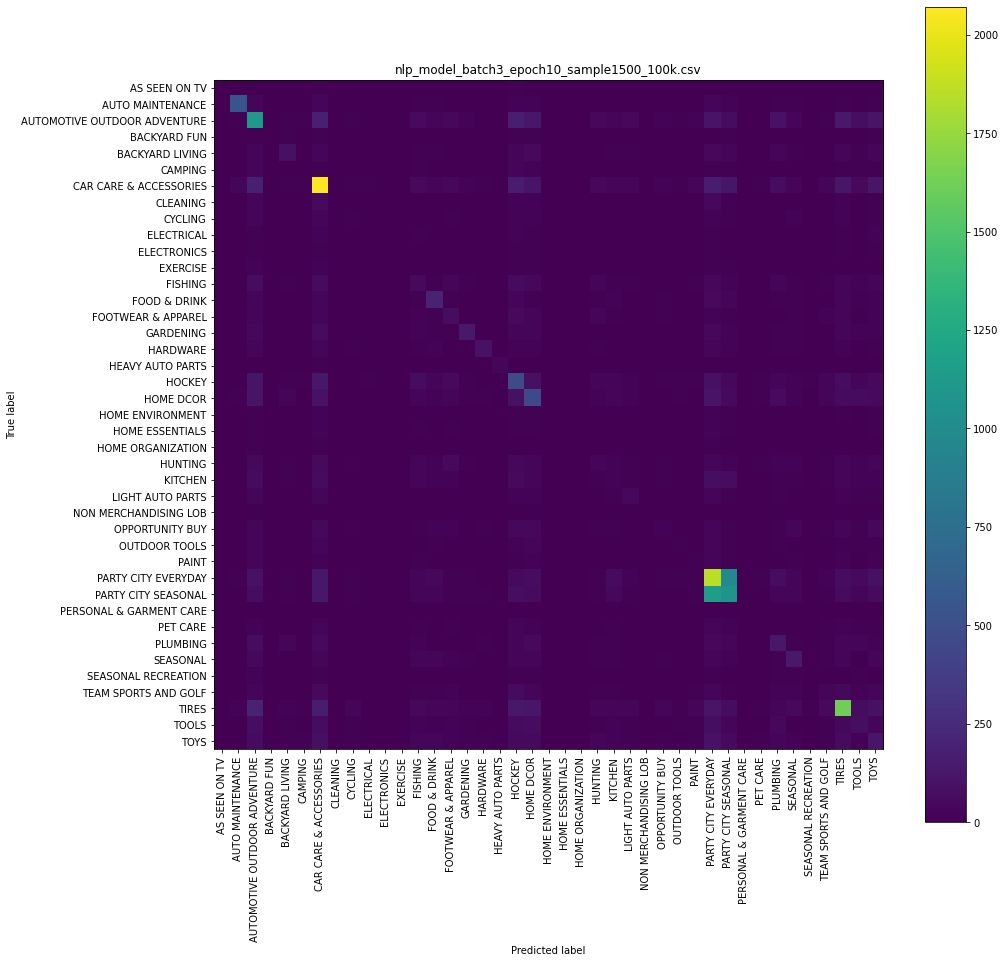 nlp_model_batch3_epoch10_sample1500_100k.csv
AS SEEN ON TV
AUTO MAINTENANCE
AUTOMOTIVE OUTDOOR ADVENTURE
BACKYARD FUN
BACKYARD LIVING
CAMPING
CAR CARE & ACCESSORIES
CLEANING
CYCLING
ELECTRICAL
ELECTRONICS
EXERCISE
FISHING
FOOD & DRINK
FOOTWEAR & APPAREL
GARDENING
HARDWARE
HEAVY AUTO PARTS
HOCKEY
HOME DCOR
HOME ENVIRONMENT
HOME ESSENTIALS
HOME ORGANIZATION
HUNTING
KITCHEN
LIGHT AUTO PARTS
NON MERCHANDISING LOB
OPPORTUNITY BUY
OUTDOOR TOOLS
PAINT
PARTY CITY EVERYDAY
PARTY CITY SEASONAL
PERSONAL & GARMENT CARE
PET CARE
PLUMBING
SEASONAL
SEASONAL RECREATION
TEAM SPORTS AND GOLF
TIRES
TOOLS
TOYS
True label
AS SEEN ON TV
AUTO MAINTENANCE
AUTOMOTIVE OUTDOOR ADVENTURE
BACKYARD FUN
BACKYARD LIVING
CAMPING
CAR CARE & ACCESSORIES
CLEANING
CYCLING
ELECTRICAL
ELECTRONICS
EXERCISE
FISHING
FOOD & DRINK
FOOTWEAR & APPAREL
GARDENING
HARDWARE
HEAVY AUTO PARTS
HOCKEY
HOME DCOR
HOME ENVIRONMENT
HOME ESSENTIALS
HOME ORGANIZATION
HUNTING
KITCHEN
LIGHT AUTO PARTS
NON MERCHANDISING LOB
OPPORTUNITY BUY
OUTDOOR TOOLS
PAINT
PARTY CITY EVERYDAY
PARTY CITY SEASONAL
PERSONAL & GARMENT CARE
PET CARE
PLUMBING
SEASONAL
SEASONAL RECREATION
TEAM SPORTS AND GOLF
TIRES
TOOLS
TOYS
Predicted label
2000
1750
1500
1250
1000
750
500
250
0